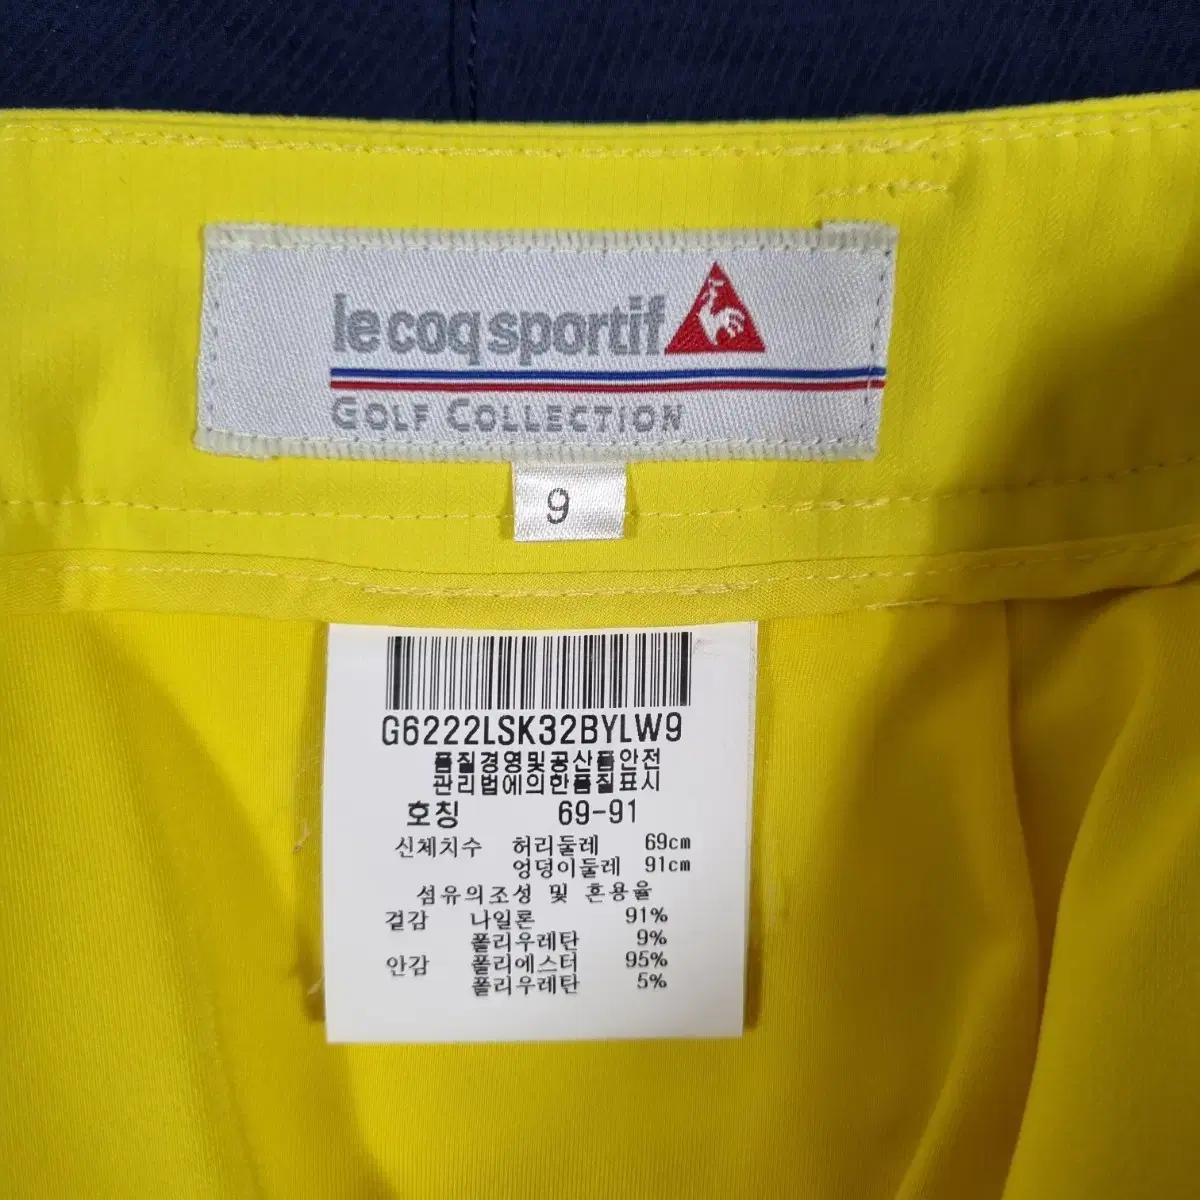 le coq sportif
GOLF COLLECTION
9
G6222LSK32BYLW9
품질경영및공산품안전
관리법에의한품질표시
호칭 69-91
신체치수 허리둘레 69cm
엉덩이둘레 91cm
섬유의조성 및 혼용율
겉감 나일론 91%
폴리우레탄 9%
안감 폴리에스터 95%
폴리우레탄 5%